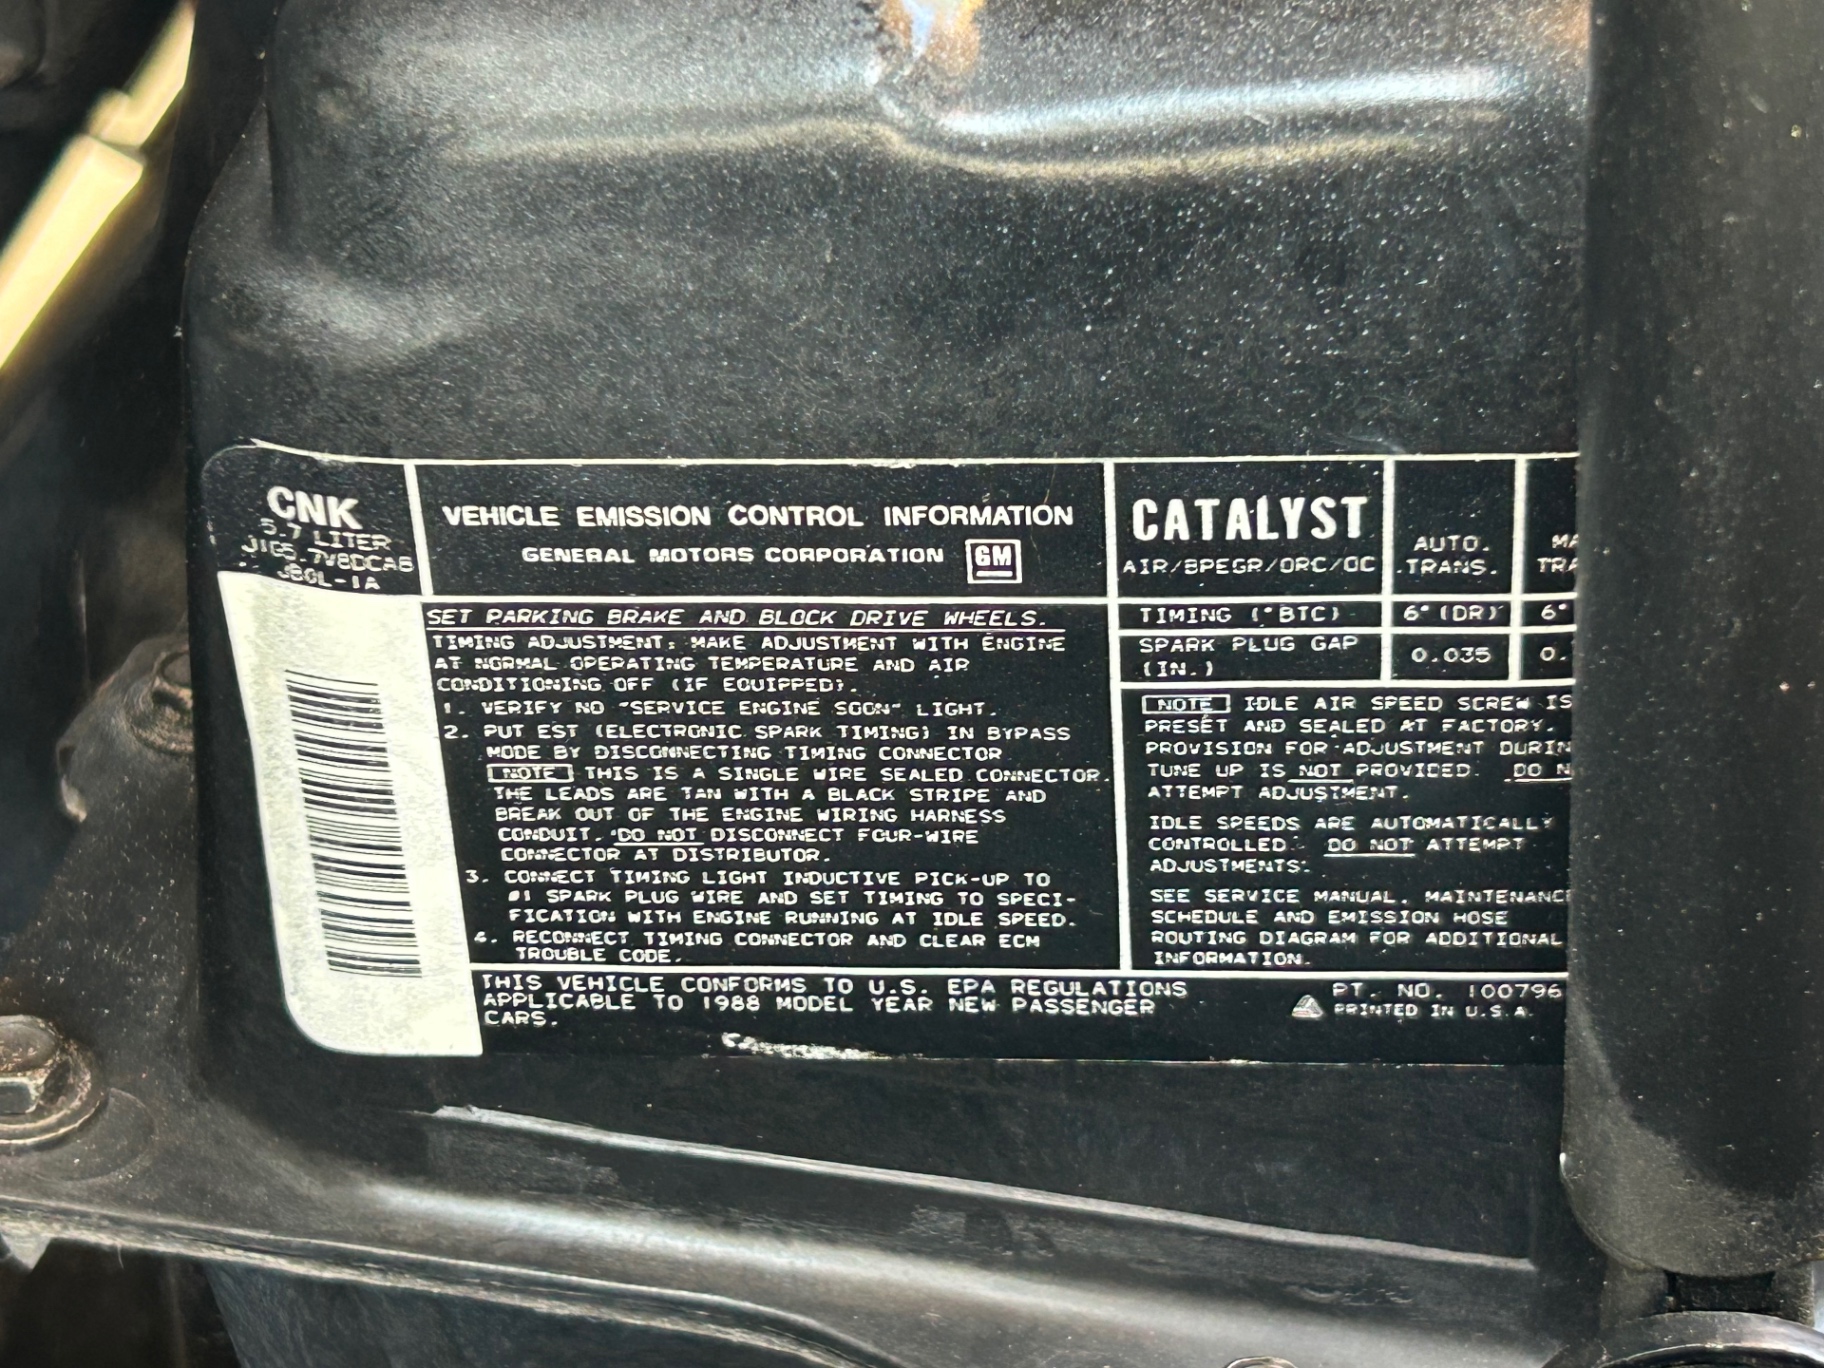 CNK
5.7 LITER
J1G5.7V8DCA8
J8GL-1A
VEHICLE EMISSION CONTROL INFORMATION
GENERAL MOTORS CORPORATION GM
CATALYST
AIR/BPEGR/ORC/OC
AUTO.
TRANS.
MA
TRA
TIMING (°BTC) 6° (DR) 6°
SPARK PLUG GAP
(IN.) 0.035 0.
SET PARKING BRAKE AND BLOCK DRIVE WHEELS.
TIMING ADJUSTMENT: MAKE ADJUSTMENT WITH ENGINE
AT NORMAL OPERATING TEMPERATURE AND AIR
CONDITIONING OFF (IF EQUIPPED).
1. VERIFY NO "SERVICE ENGINE SOON" LIGHT.
2. PUT EST (ELECTRONIC SPARK TIMING) IN BYPASS
MODE BY DISCONNECTING TIMING CONNECTOR
NOTE THIS IS A SINGLE WIRE SEALED CONNECTOR.
THE LEADS ARE TAN WITH A BLACK STRIPE AND
BREAK OUT OF THE ENGINE WIRING HARNESS
CONDUIT. DO NOT DISCONNECT FOUR-WIRE
CONNECTOR AT DISTRIBUTOR.
3. CONNECT TIMING LIGHT INDUCTIVE PICK-UP TO
#1 SPARK PLUG WIRE AND SET TIMING TO SPECI-
FICATION WITH ENGINE RUNNING AT IDLE SPEED.
4. RECONNECT TIMING CONNECTOR AND CLEAR ECM
TROUBLE CODE.
NOTE IDLE AIR SPEED SCREW IS
PRESET AND SEALED AT FACTORY.
PROVISION FOR ADJUSTMENT DURIN
TUNE UP IS NOT PROVIDED. DO N
ATTEMPT ADJUSTMENT.
IDLE SPEEDS ARE AUTOMATICALLY
CONTROLLED. DO NOT ATTEMPT
ADJUSTMENTS.
SEE SERVICE MANUAL, MAINTENANC
SCHEDULE AND EMISSION HOSE
ROUTING DIAGRAM FOR ADDITIONAL
INFORMATION.
THIS VEHICLE CONFORMS TO U.S. EPA REGULATIONS
APPLICABLE TO 1988 MODEL YEAR NEW PASSENGER
CARS.
PT. NO. 100796
PRINTED IN U.S.A.